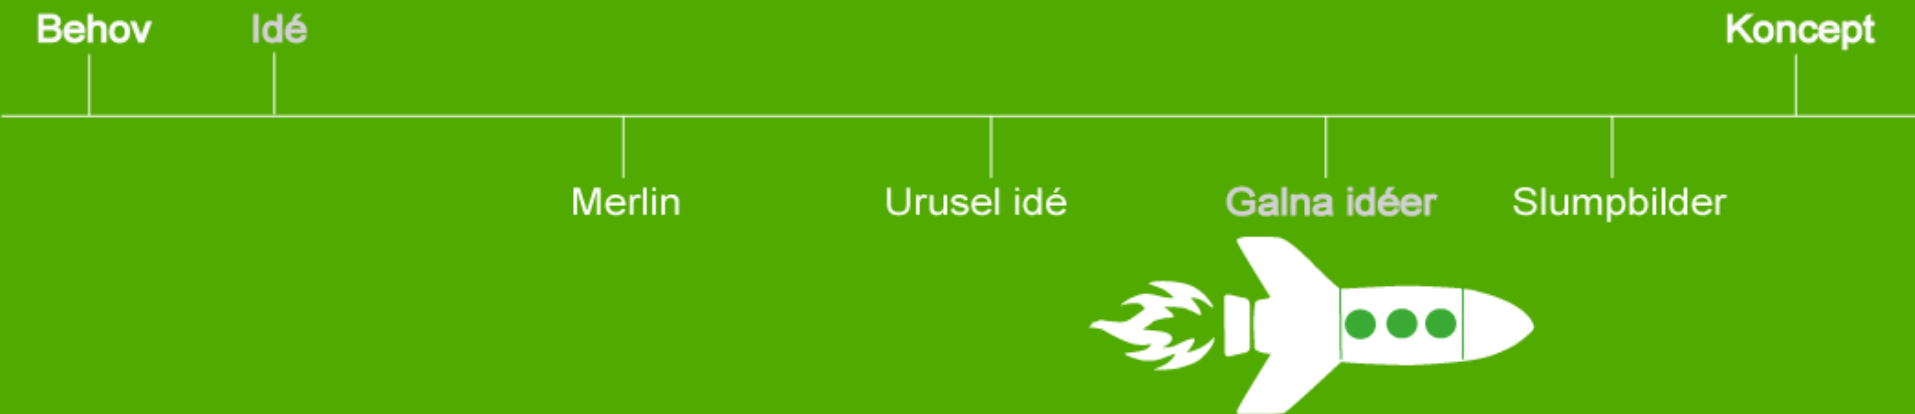 Behov Idé Koncept
Merlin Urusel idé Galna idéer Slumpbilder